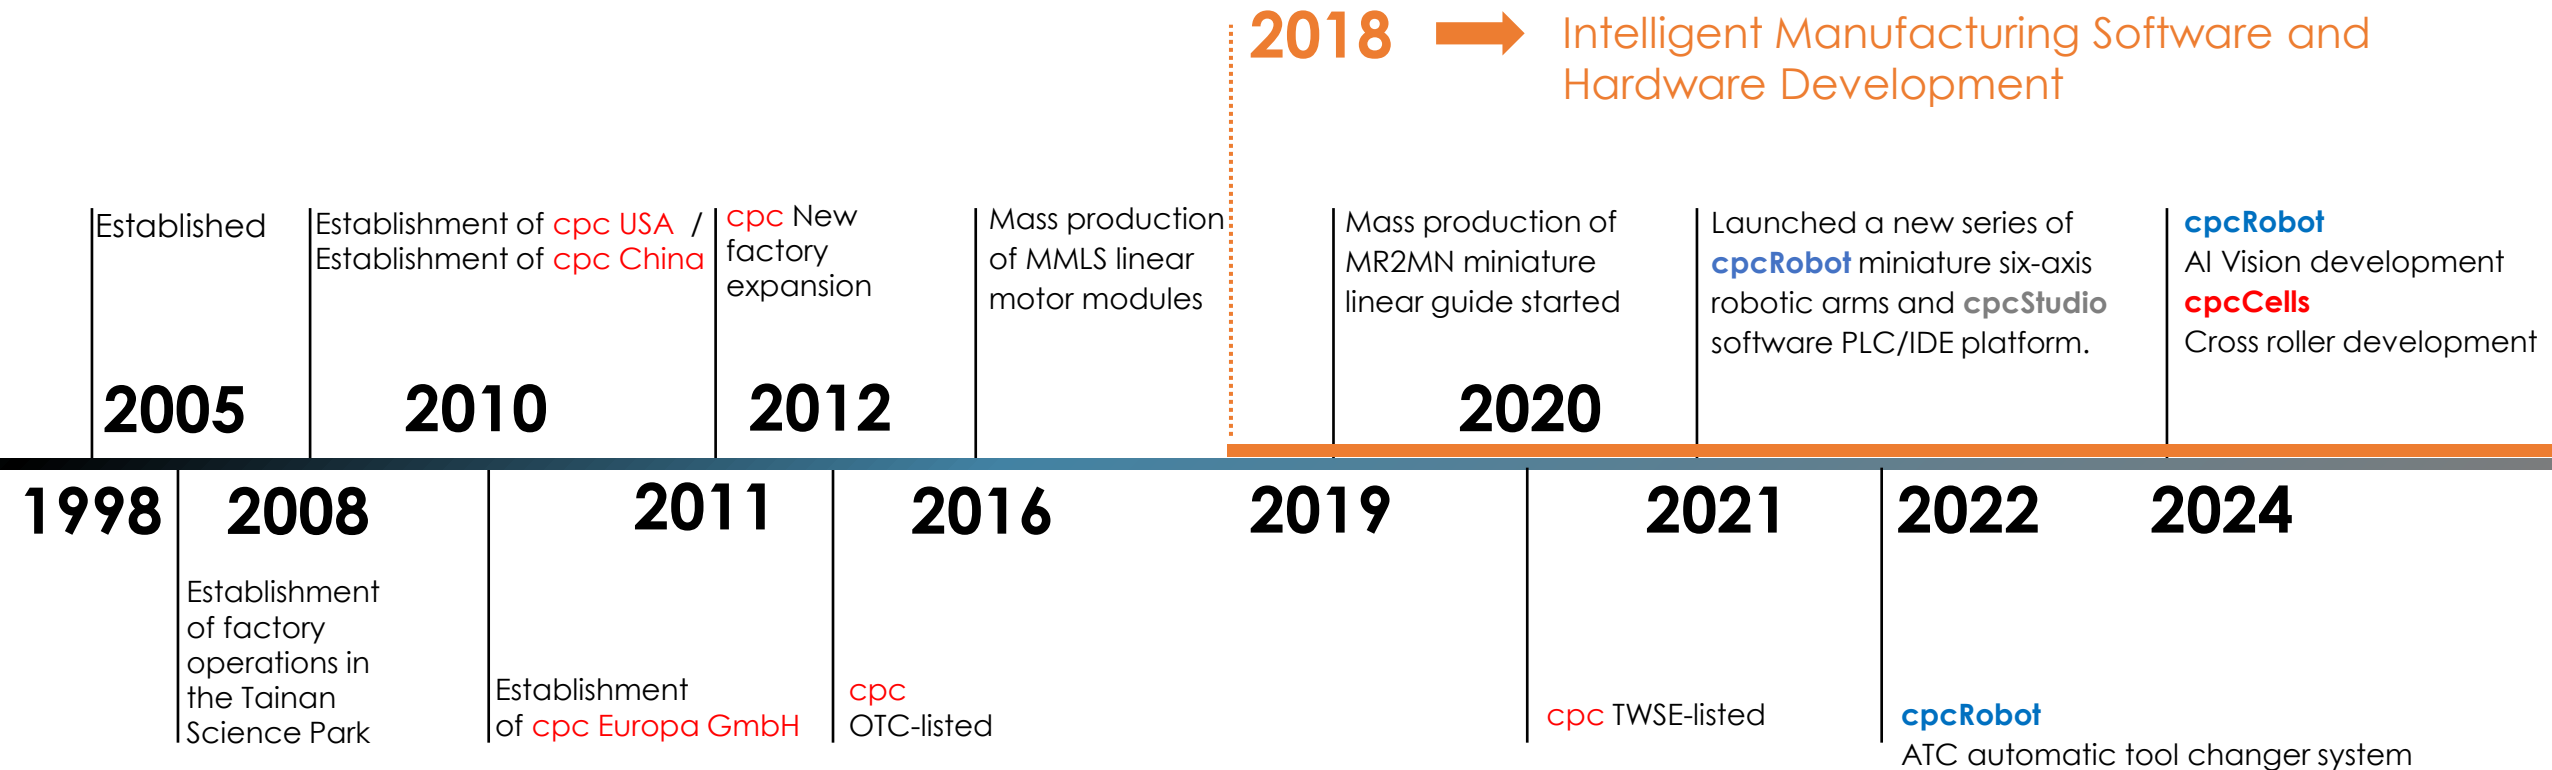 2018
Intelligent Manufacturing Software and
Hardware Development
Established
Establishment of cpc USA /
Establishment of cpc China
cpc New
factory
expansion
Mass production
of MMLS linear
motor modules
Mass production of
MR2MN miniature
linear guide started
Launched a new series of
cpcRobot miniature six-axis
robotic arms and cpcStudio
software PLC/IDE platform.
cpcRobot
AI Vision development
cpcCells
Cross roller development
2005
2010
2012
2020
1998
2008
2011
2016
2019
2021
2022
2024
Establishment
of factory
operations in
the Tainan
Science Park
Establishment
of cpc Europa GmbH
cpc
OTC-listed
cpc TWSE-listed
cpcRobot
ATC automatic tool changer system